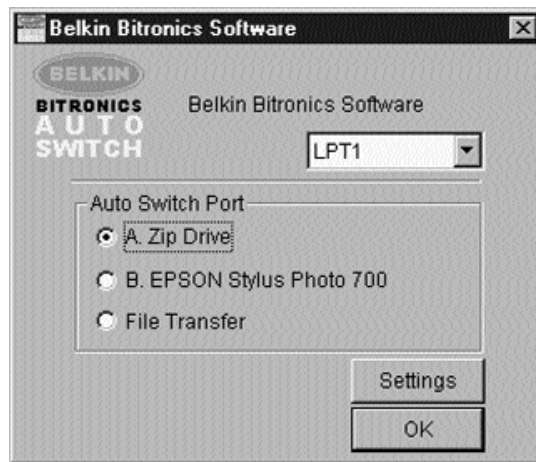 Belkin Bitronics Software
BELKIN
BITRONICS
AUTO
SWITCH
Belkin Bitronics Software
LPT1
Auto Switch Port
A. Zip Drive
B. EPSON Stylus Photo 700
File Transfer
Settings
OK